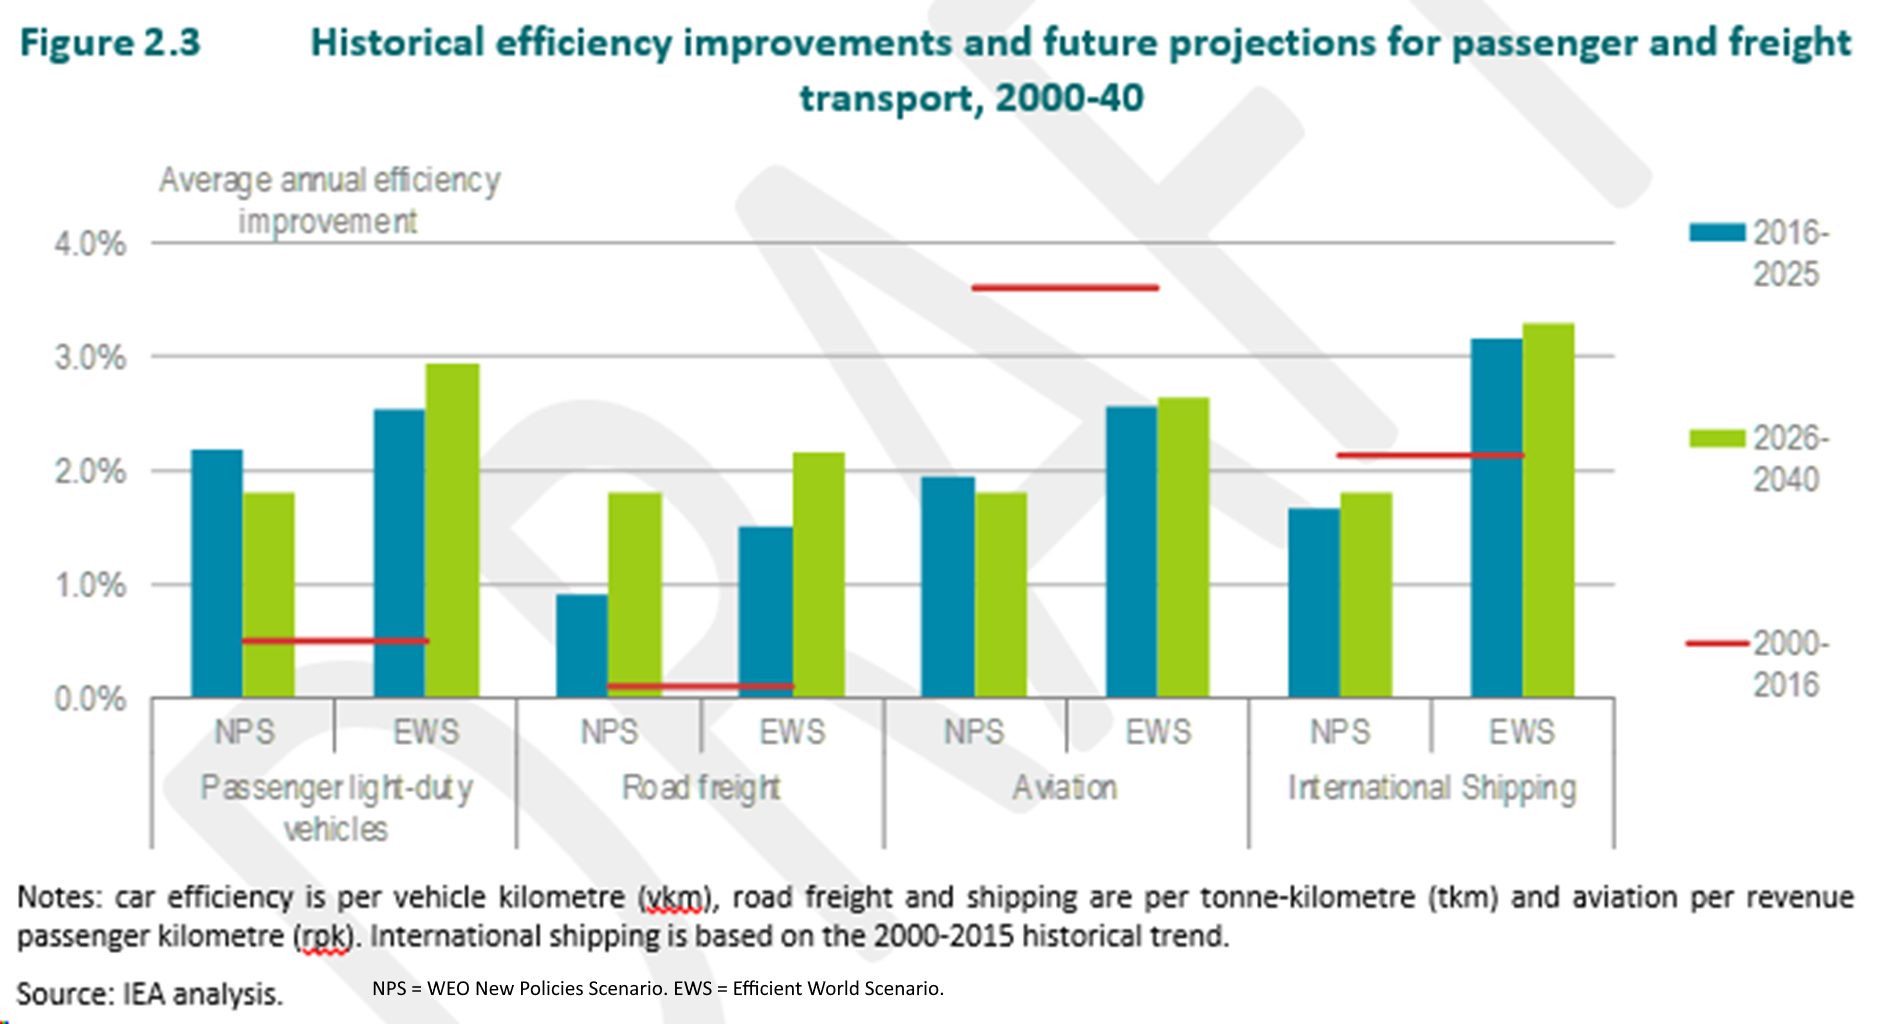 Figure 2.3 Historical efficiency improvements and future projections for passenger and freight
transport, 2000-40
Average annual efficiency
improvement
4.0%
3.0%
2.0%
1.0%
0.0%
2016-
2025
2026-
2040
2000-
2016
NPS EWS NPS EWS NPS EWS NPS EWS
Passenger light-duty
vehicles
Road freight
Aviation
International Shipping
Notes: car efficiency is per vehicle kilometre (vkm), road freight and shipping are per tonne-kilometre (tkm) and aviation per revenue
passenger kilometre (rpk). International shipping is based on the 2000-2015 historical trend.
Source: IEA analysis. NPS = WEO New Policies Scenario. EWS = Efficient World Scenario.
DRAFT